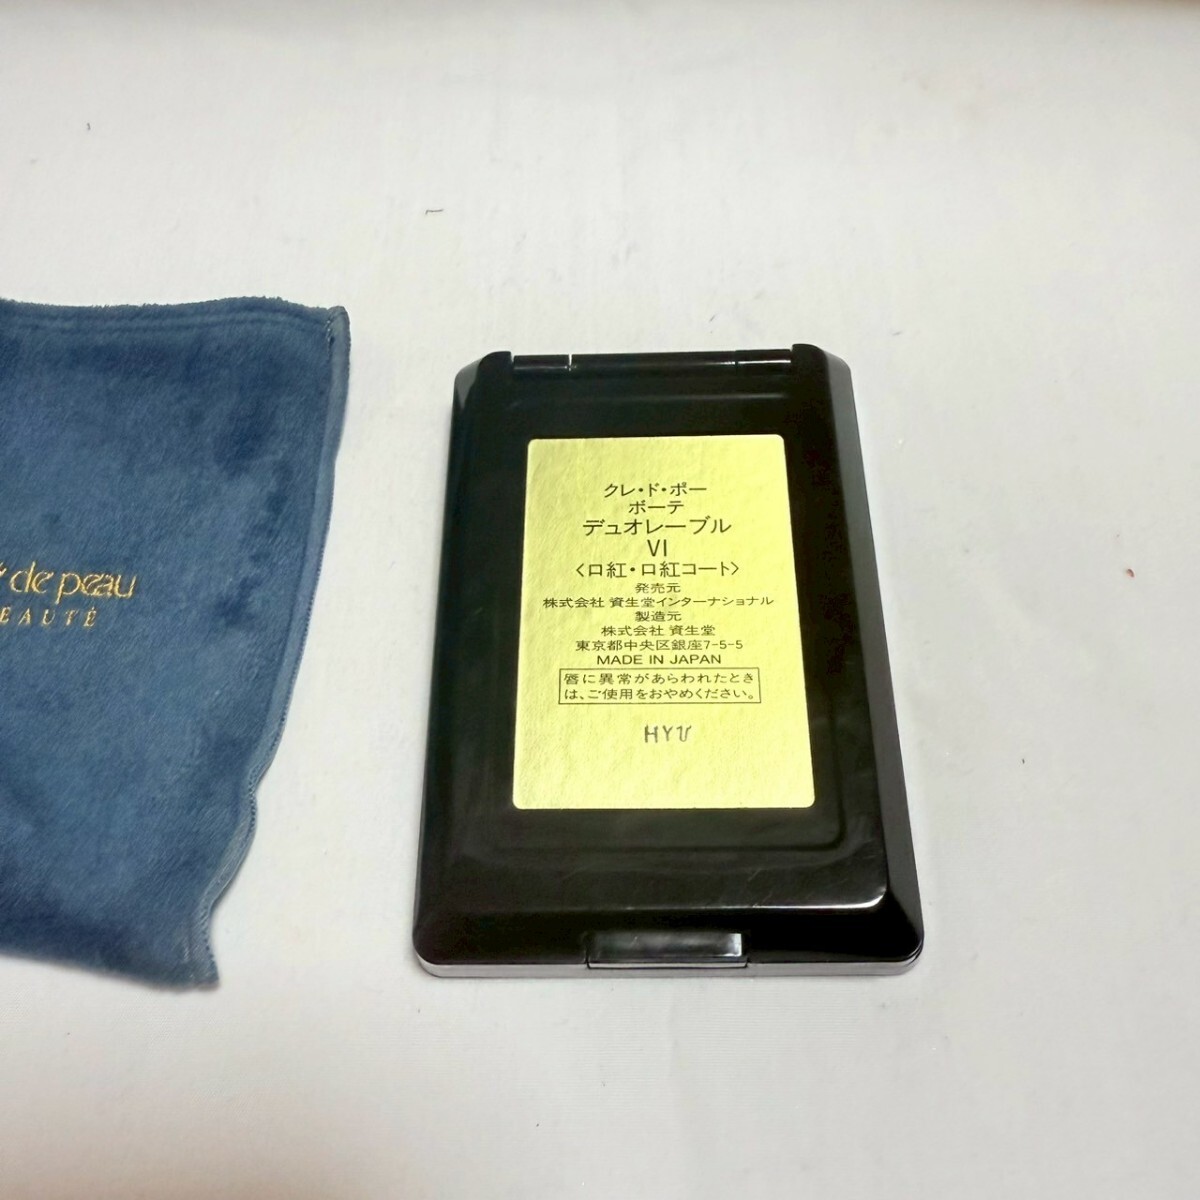 de peau
EAUTÉ
クレ・ド・ポー
ボーテ
デュオレーブル
VI
〈口紅・口紅コート〉
発売元
株式会社 資生堂インターナショナル
製造元
株式会社 資生堂
東京都中央区銀座7-5-5
MADE IN JAPAN
唇に異常があらわれたとき
は、ご使用をおやめください。
HYU